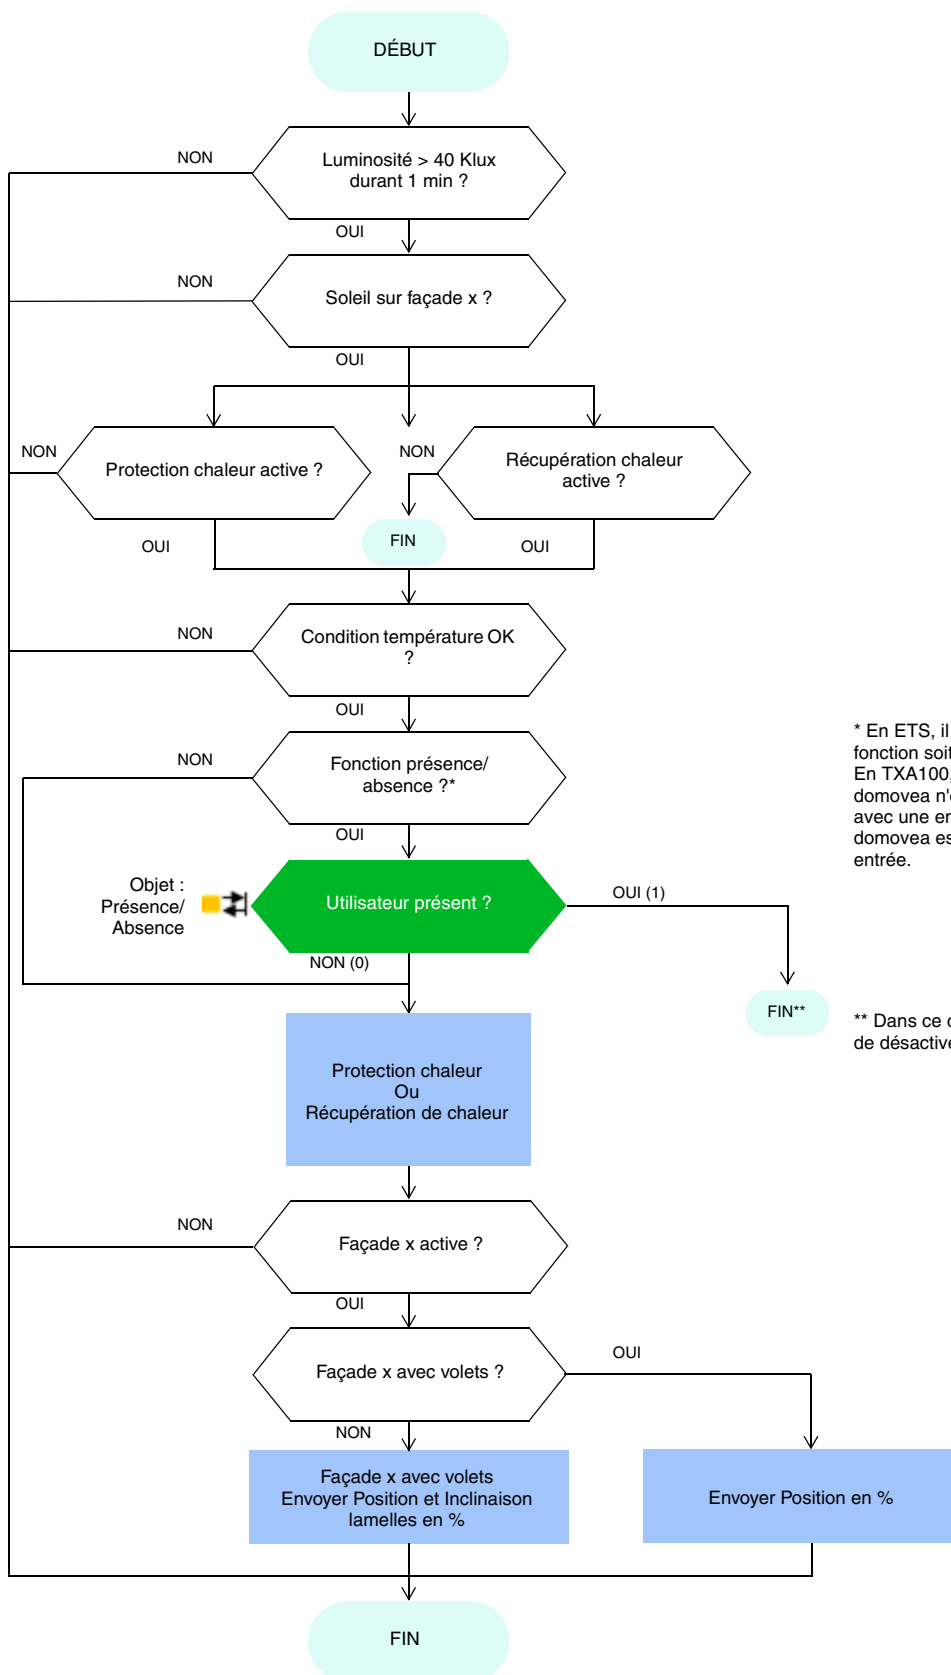 DÉBUT
NON
Luminosité > 40 Klux
durant 1 min ?
OUI
NON
Soleil sur façade x ?
OUI
NON
Protection chaleur active ?
NON
Récupération chaleur
active ?
OUI
FIN
OUI
NON
Condition température OK
?
OUI
NON
Fonction présence/
absence ?*
OUI
* En ETS, il
fonction soit
En TXA100,
domovea n'
avec une en
domovea es
entrée.
Objet :
Présence/
Absence
Utilisateur présent ?
OUI (1)
NON (0)
FIN**
** Dans ce
de désactive
Protection chaleur
Ou
Récupération de chaleur
NON
Façade x active ?
OUI
Façade x avec volets ?
OUI
NON
Façade x avec volets
Envoyer Position et Inclinaison
lamelles en %
Envoyer Position en %
FIN